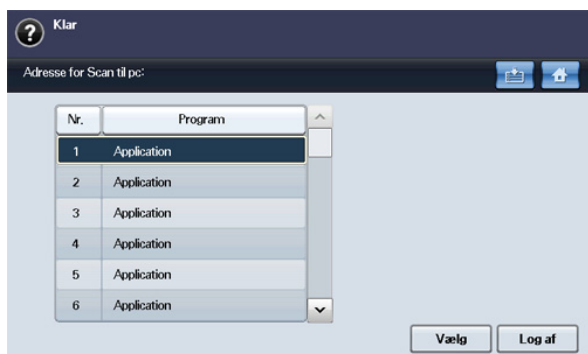 Klar
Adresse for Scan til pc:
Nr. Program
1 Application
2 Application
3 Application
4 Application
5 Application
6 Application
Vælg Log af